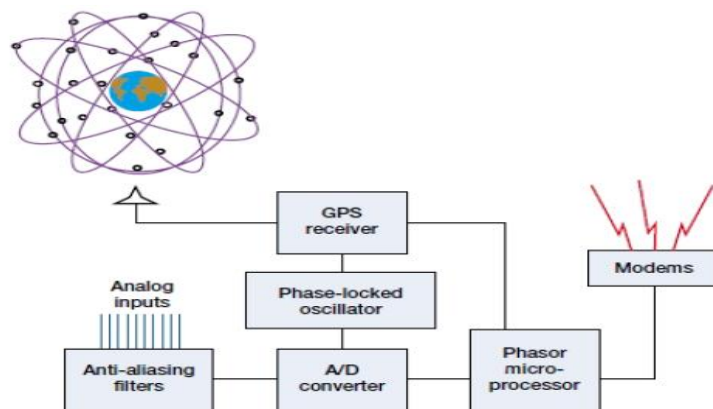 GPS
receiver
Modems
Analog
inputs
Phase-locked
oscillator
Anti-aliasing
filters
A/D
converter
Phasor
micro-
processor